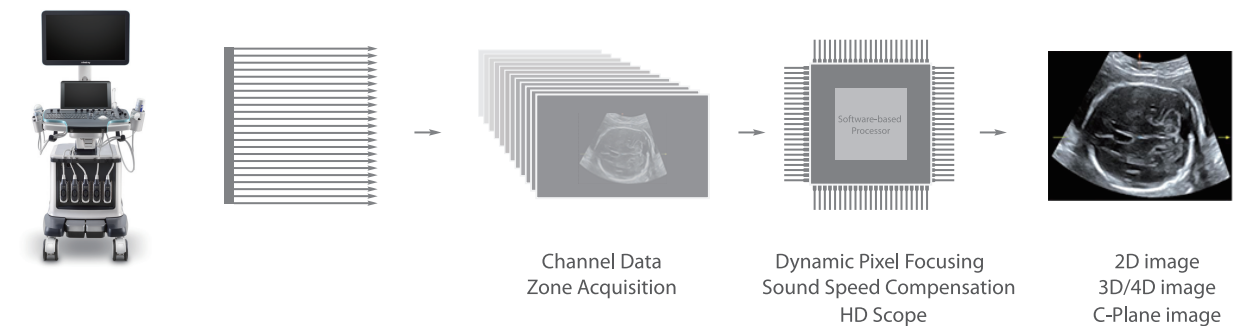 Software-based
Processor
Channel Data
Zone Acquisition
Dynamic Pixel Focusing
Sound Speed Compensation
HD Scope
2D image
3D/4D image
C-Plane image